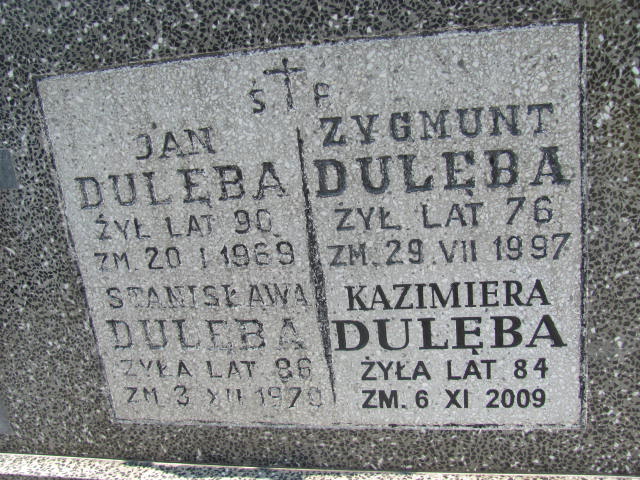 S P
JAN
DULĘBA
ŻYŁ LAT 90
ZM. 20 I 1969
STANISŁAWA
DULĘBA
ŻYŁA LAT 86
ZM. 3 XII 1970
ZYGMUNT
DULĘBA
ŻYŁ LAT 76
ZM. 29 VII 1997
KAZIMIERA
DULĘBA
ŻYŁA LAT 84
ZM. 6 XI 2009